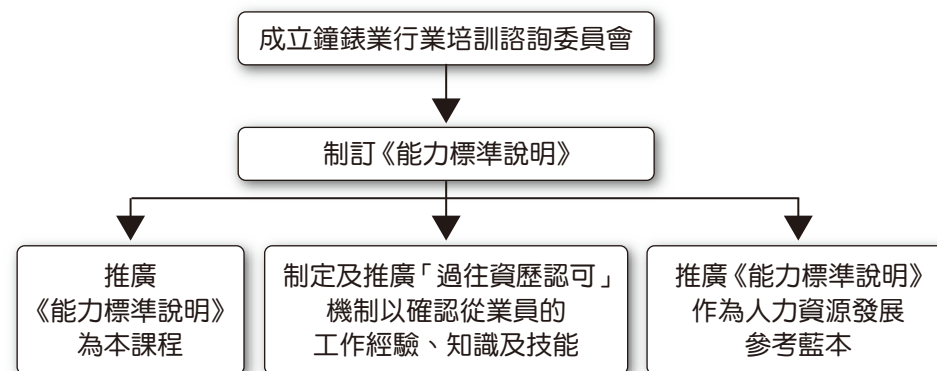 成立鐘錶業行業培訓諮詢委員會
制訂《能力標準說明》
推廣
《能力標準說明》
為本課程
制定及推廣「過往資歷認可」
機制以確認從業員的
工作經驗、知識及技能
推廣《能力標準說明》
作為人力資源發展
參考藍本